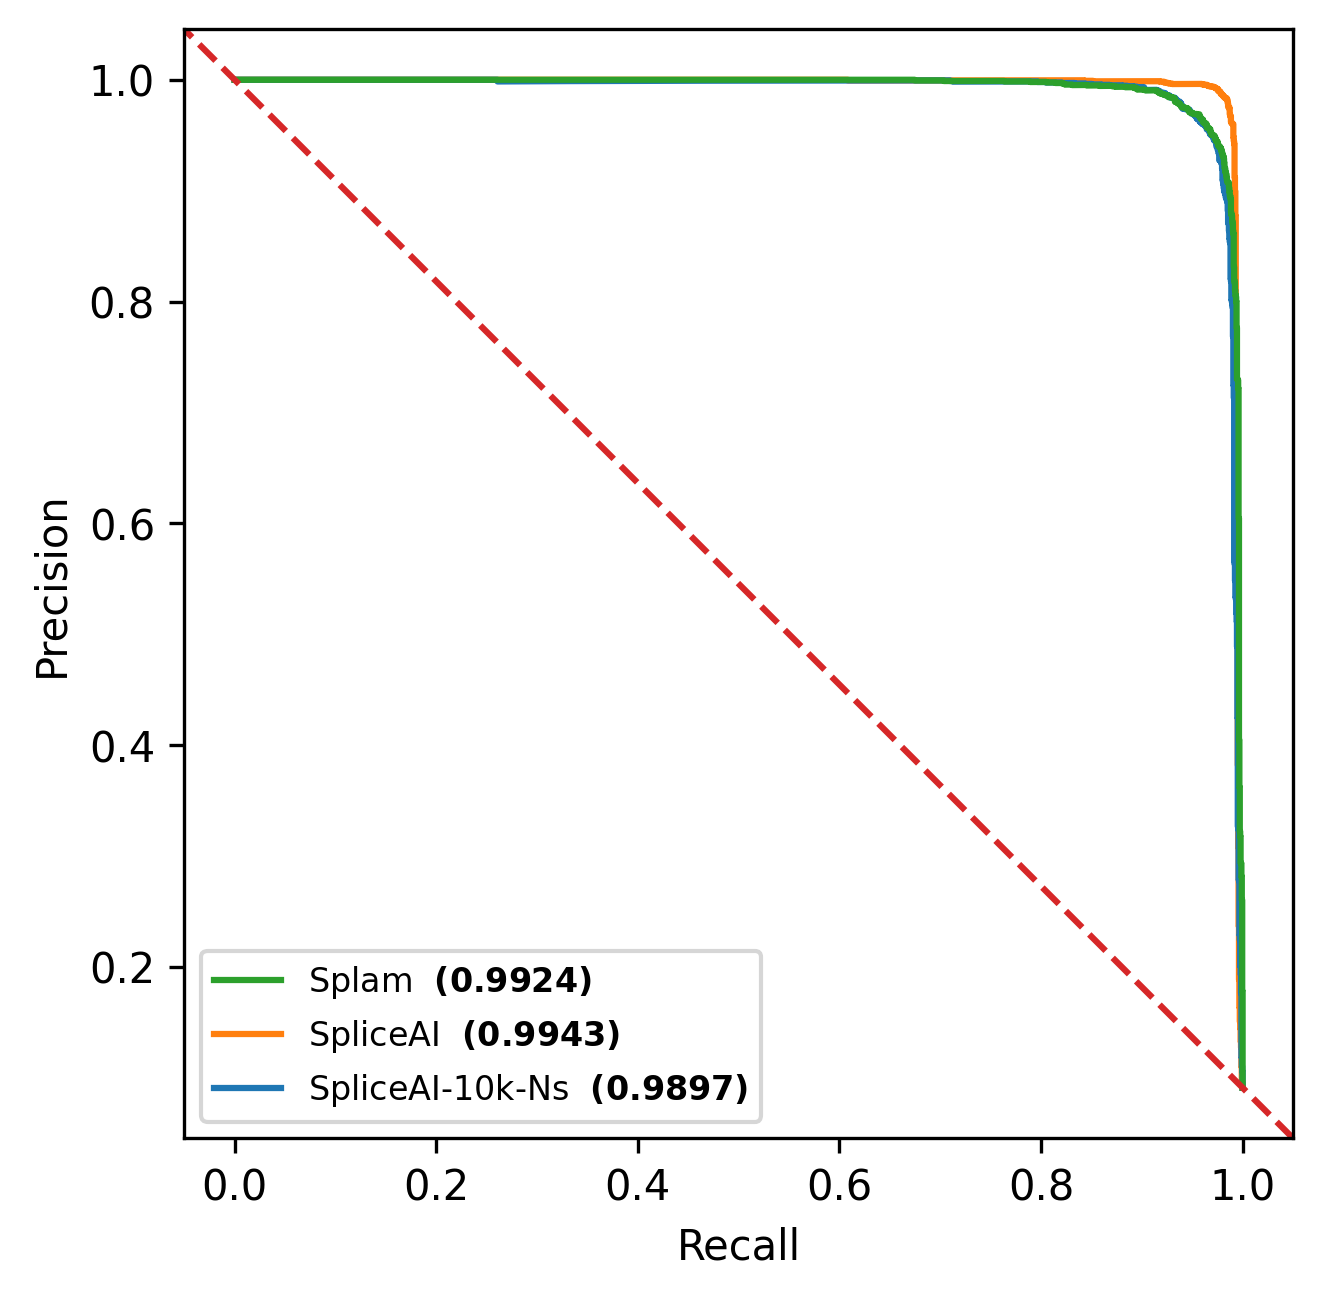 1.0
0.8
0.6
0.4
0.2
Precision
Splam (0.9924)
SpliceAI (0.9943)
SpliceAI-10k-Ns (0.9897)
0.0 0.2 0.4 0.6 0.8 1.0
Recall